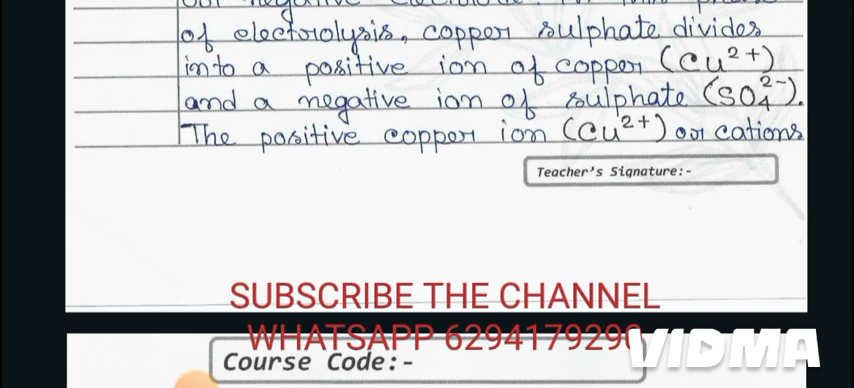 of electrolysis, copper sulphate divides
into a positive ion of copper (Cu²⁺)
and a negative ion of sulphate (SO₄²⁻).
The positive copper ion (Cu²⁺) or cations
Teacher's Signature:-
SUBSCRIBE THE CHANNEL
WHATSAPP 6294179290
VIDMA
Course Code:-